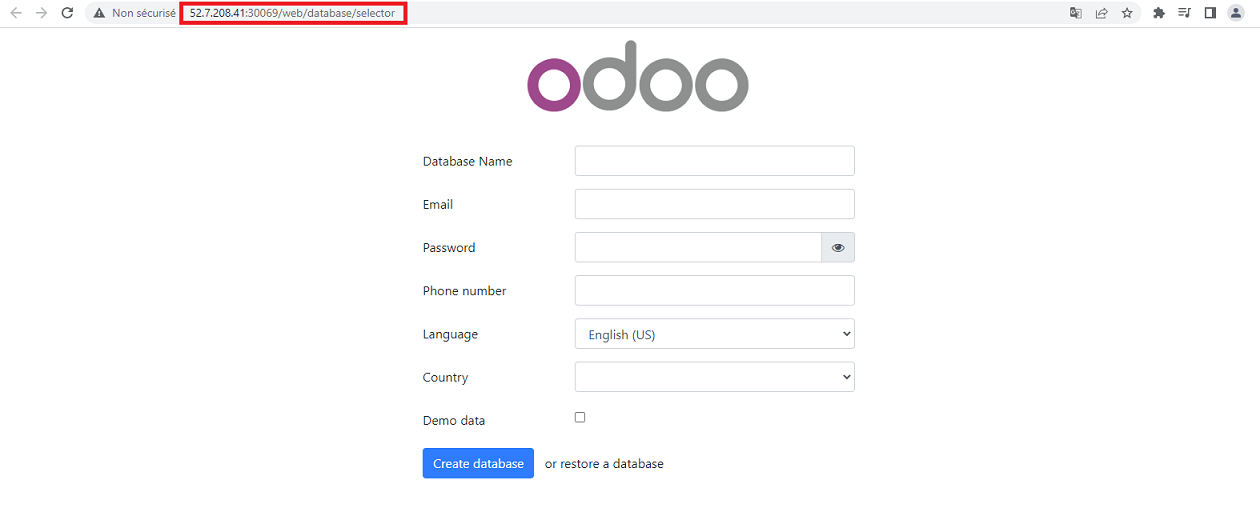 Non sécurisé 52.7.208.41:30069/web/database/selector
odoo
Database Name
Email
Password
Phone number
Language English (US)
Country
Demo data
Create database or restore a database